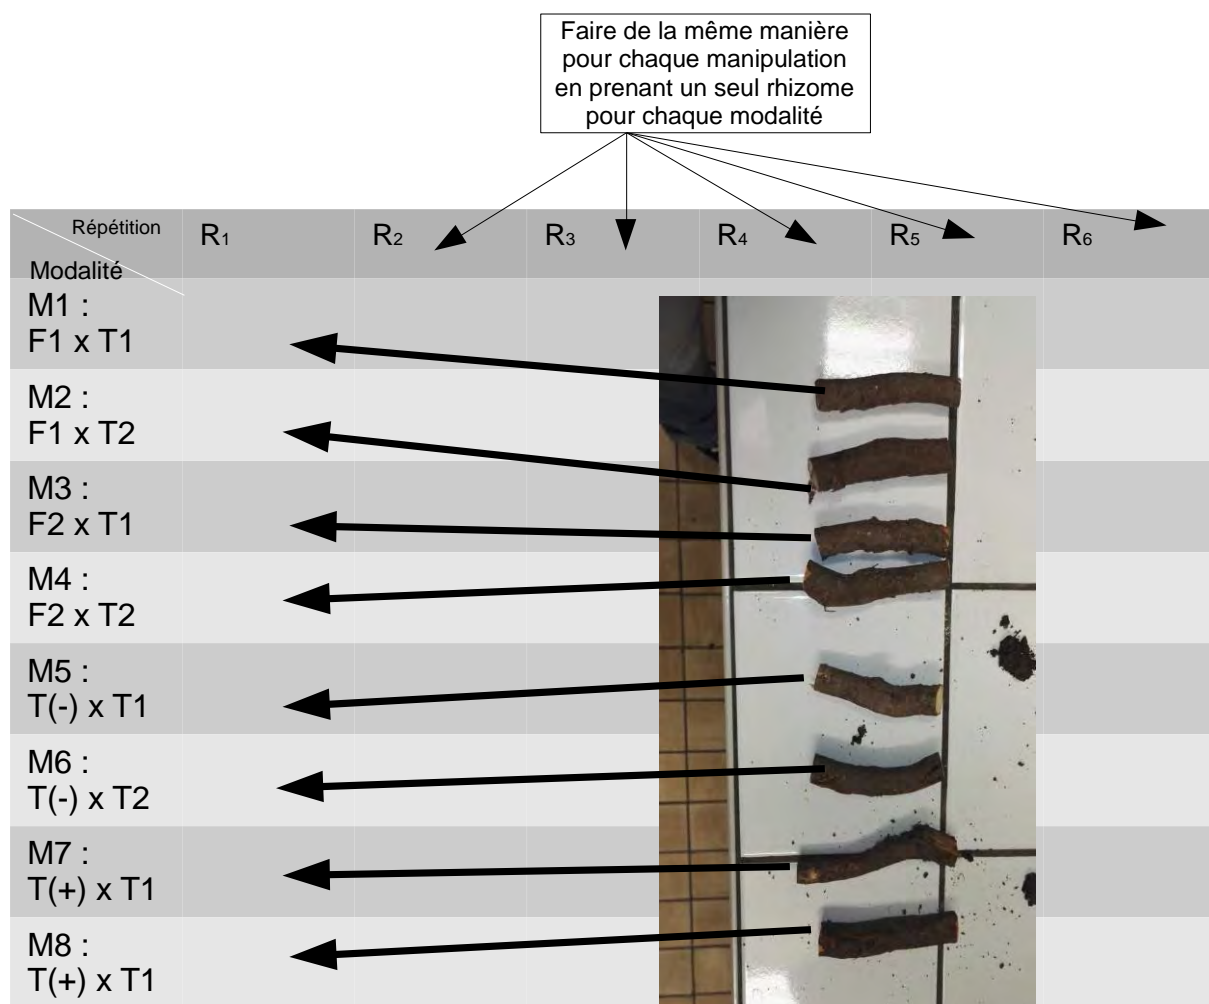 Faire de la même manière
pour chaque manipulation
en prenant un seul rhizome
pour chaque modalité
Répétition
Modalité
R1
R2
R3
R4
R5
R6
M1 :
F1 x T1
M2 :
F1 x T2
M3 :
F2 x T1
M4 :
F2 x T2
M5 :
T(-) x T1
M6 :
T(-) x T2
M7 :
T(+) x T1
M8 :
T(+) x T1